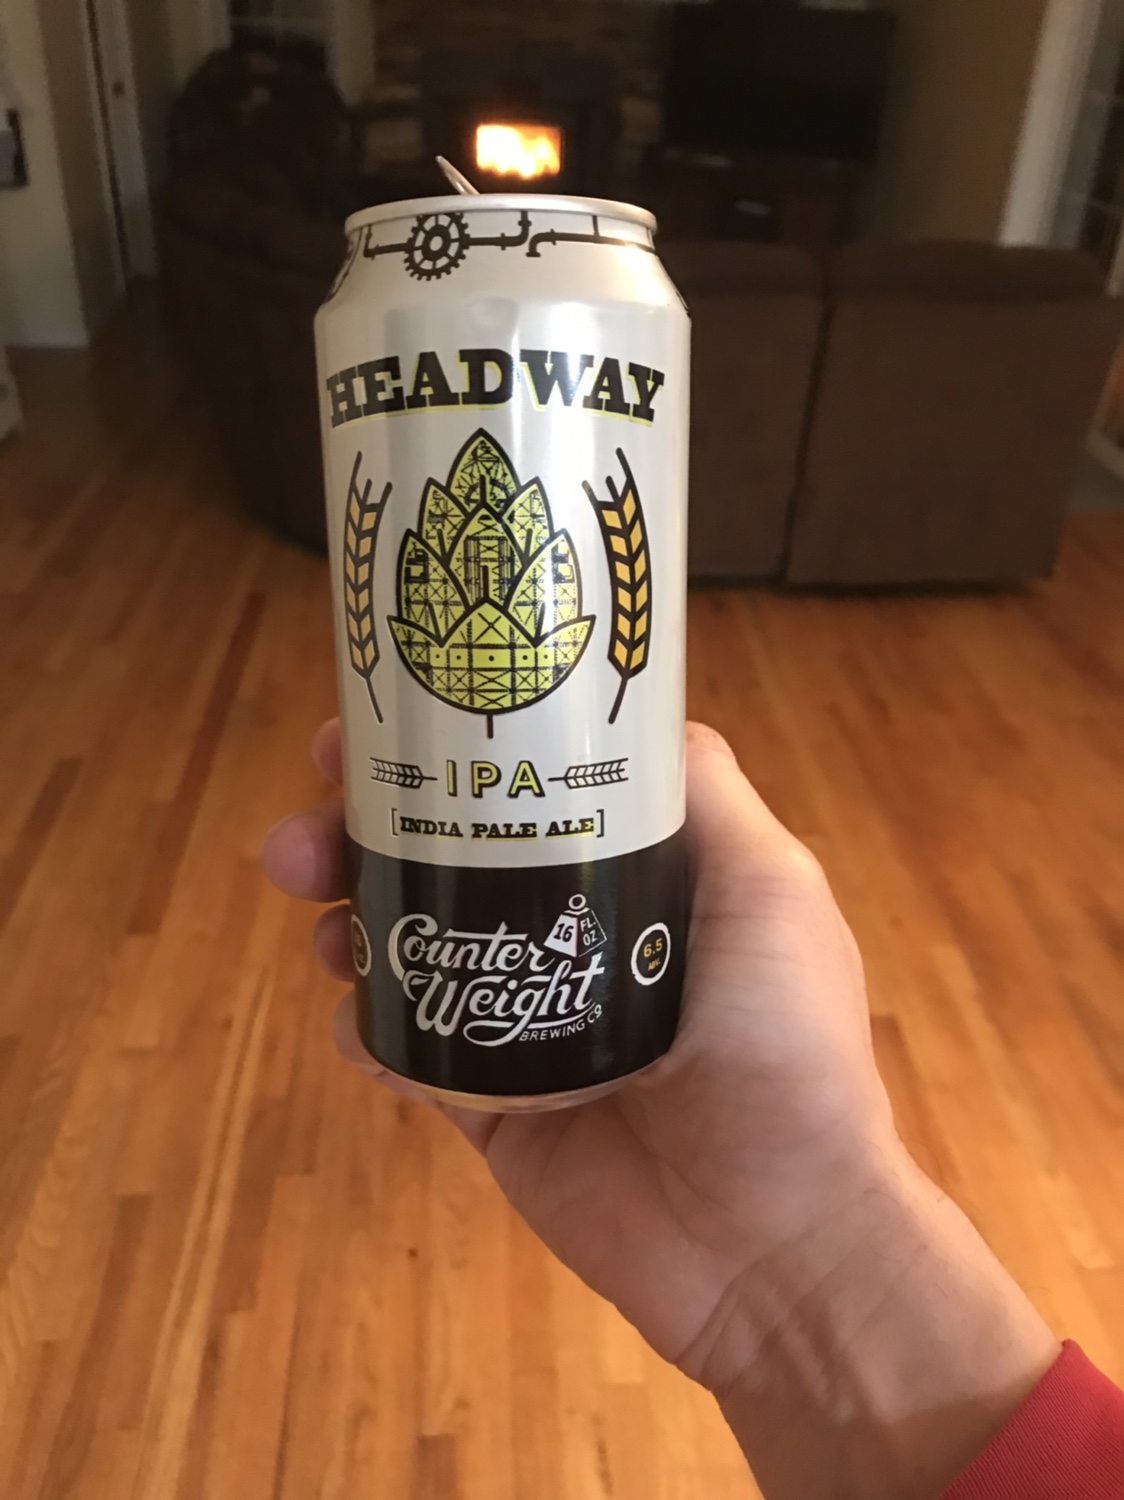 HEADWAY
IPA
[INDIA PALE ALE]
16 FL. OZ
Counter
Weight
BREWING CO
6.5
ABV.